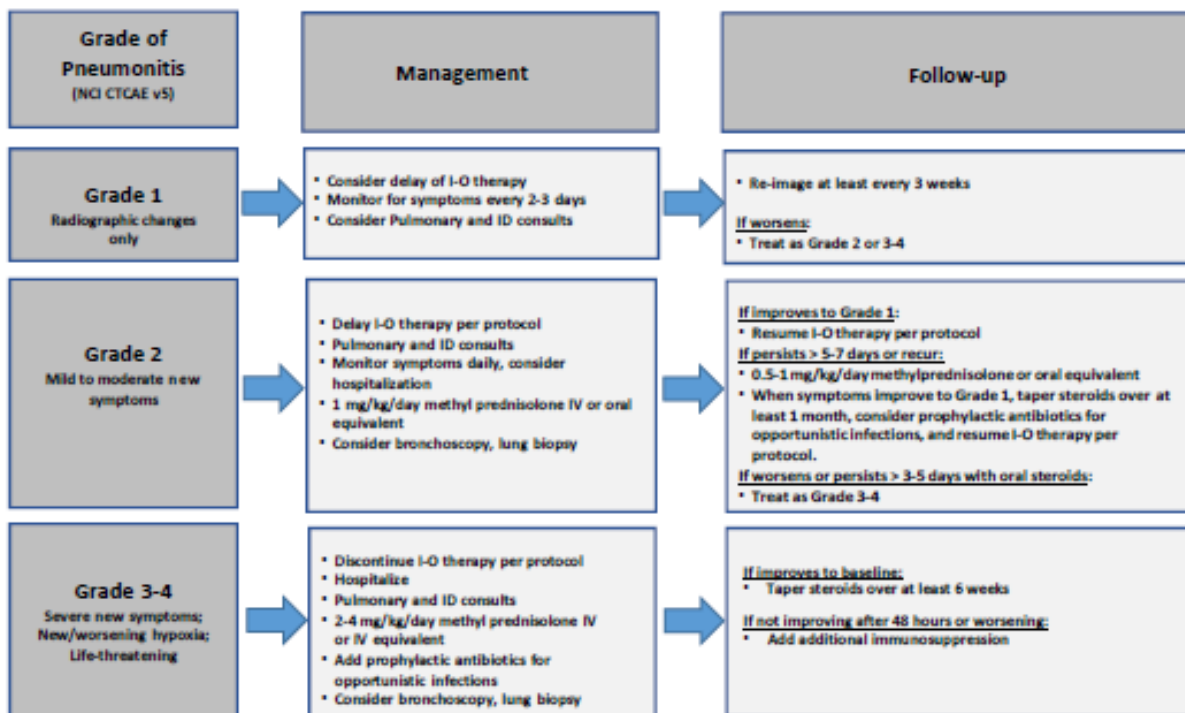 Grade of
Pneumonitis
(NCI CTCAE v5)
Management
Follow-up
Grade 1
Radiographic changes
only
▪ Consider delay of I-O therapy
▪ Monitor for symptoms every 2-3 days
▪ Consider Pulmonary and ID consults
▪ Re-image at least every 3 weeks
If worsens:
▪ Treat as Grade 2 or 3-4
Grade 2
Mild to moderate new
symptoms
▪ Delay I-O therapy per protocol
▪ Pulmonary and ID consults
▪ Monitor symptoms daily, consider
hospitalization
▪ 1 mg/kg/day methyl prednisolone IV or oral
equivalent
▪ Consider bronchoscopy, lung biopsy
If improves to Grade 1:
▪ Resume I-O therapy per protocol
If persists > 5-7 days or recur:
▪ 0.5-1 mg/kg/day methylprednisolone or oral equivalent
▪ When symptoms improve to Grade 1, taper steroids over at
least 1 month, consider prophylactic antibiotics for
opportunistic infections, and resume I-O therapy per
protocol.
If worsens or persists > 3-5 days with oral steroids:
▪ Treat as Grade 3-4
Grade 3-4
Severe new symptoms;
New/worsening hypoxia;
Life-threatening
▪ Discontinue I-O therapy per protocol
▪ Hospitalize
▪ Pulmonary and ID consults
▪ 2-4 mg/kg/day methyl prednisolone IV
or IV equivalent
▪ Add prophylactic antibiotics for
opportunistic infections
▪ Consider bronchoscopy, lung biopsy
If improves to baseline:
▪ Taper steroids over at least 6 weeks
If not improving after 48 hours or worsening:
▪ Add additional immunosuppression